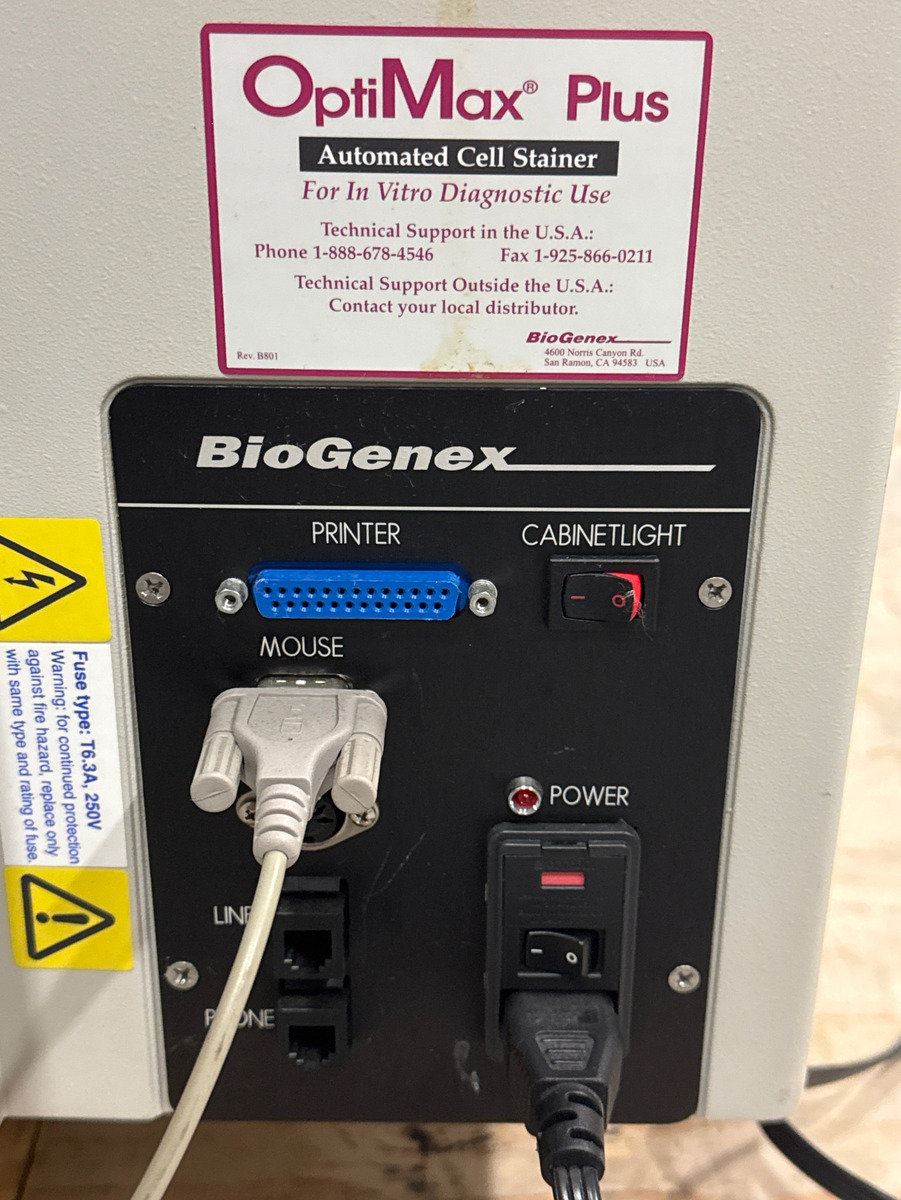 OptiMax® Plus
Automated Cell Stainer
For In Vitro Diagnostic Use
Technical Support in the U.S.A.:
Phone 1-888-678-4546 Fax 1-925-866-0211
Technical Support Outside the U.S.A.:
Contact your local distributor.
BioGenex
4600 Norris Canyon Rd.
San Ramon, CA 94583 USA
Rev. B801
BioGenex
PRINTER
CABINETLIGHT
MOUSE
POWER
LINE
PHONE
Fuse type: T6.3A, 250V
Warning: for continued protection
against fire hazard, replace only
with same type and rating of fuse.